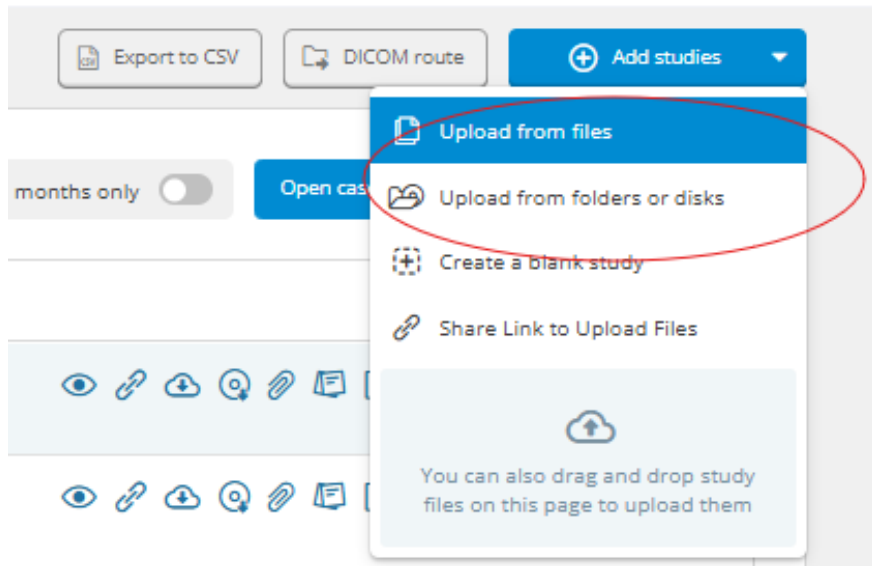 Export to CSV
DICOM route
Add studies
Upload from files
months only
Open cas
Upload from folders or disks
Create a blank study
Share Link to Upload Files
You can also drag and drop study
files on this page to upload them